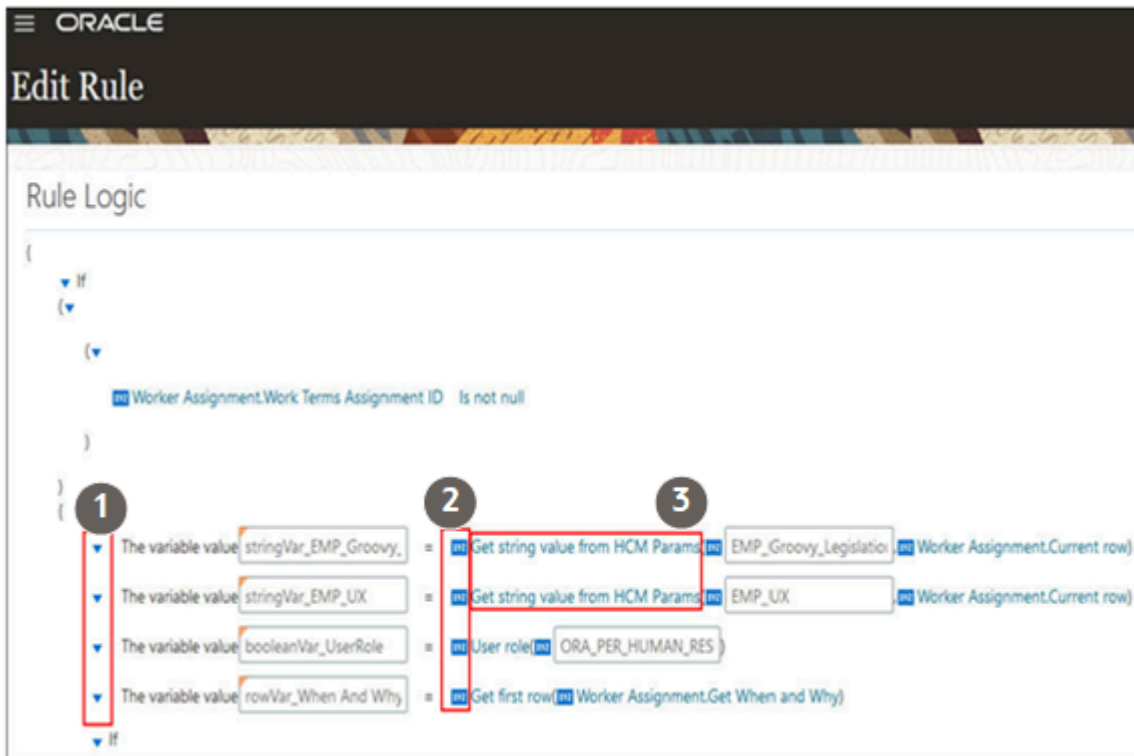 ORACLE
Edit Rule
Rule Logic
{
If
(
(
Worker Assignment.Work Terms Assignment ID Is not null
)
)
{
1 2 3
The variable value stringVar_EMP_Groovy_ = Get string value from HCM Params( EMP_Groovy_Legislatio , Worker Assignment.Current row)
The variable value stringVar_EMP_UX = Get string value from HCM Params( EMP_UX , Worker Assignment.Current row)
The variable value booleanVar_UserRole = User role( ORA_PER_HUMAN_RES )
The variable value rowVar_When And Why = Get first row( Worker Assignment.Get When and Why)
If